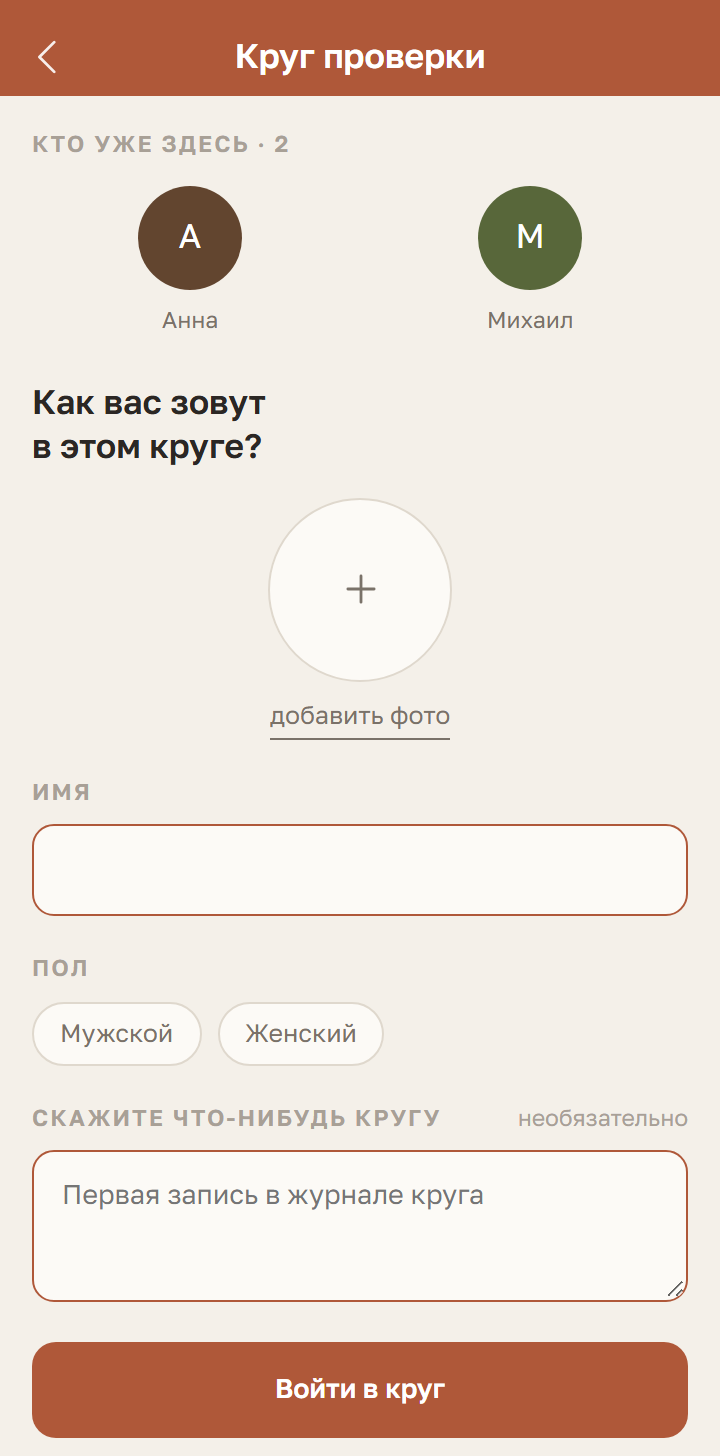 Круг проверки
КТО УЖЕ ЗДЕСЬ · 2
А
М
Анна
Михаил
Как вас зовут
в этом круге?
+
добавить фото
ИМЯ
ПОЛ
Мужской
Женский
СКАЖИТЕ ЧТО-НИБУДЬ КРУГУ
необязательно
Первая запись в журнале круга
Войти в круг